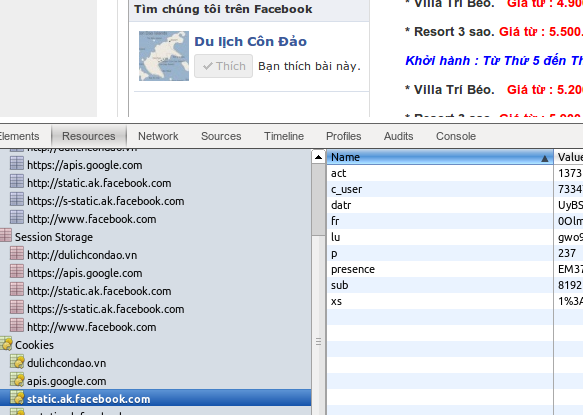 Tìm chúng tôi trên Facebook
Du lịch Côn Đảo
Thích
Bạn thích bài này.
* Villa Trí Béo. Giá từ : 4.900
* Resort 3 sao. Giá từ : 5.500.
Khởi hành : Từ Thứ 5 đến Th
* Villa Trí Béo. Giá từ : 5.200
* Resort 3 sao. Giá từ : 5.900
Elements Resources Network Sources Timeline Profiles Audits Console
http://dulichcondao.vn
https://apis.google.com
http://static.ak.facebook.com
https://s-static.ak.facebook.com
http://www.facebook.com
Session Storage
http://dulichcondao.vn
https://apis.google.com
http://static.ak.facebook.com
https://s-static.ak.facebook.com
http://www.facebook.com
Cookies
dulichcondao.vn
apis.google.com
static.ak.facebook.com
Name Value
act 1373
c_user 7334
datr UyBS
fr 0Olm
lu gwo9
p 237
presence EM37
sub 8192
xs 1%3A